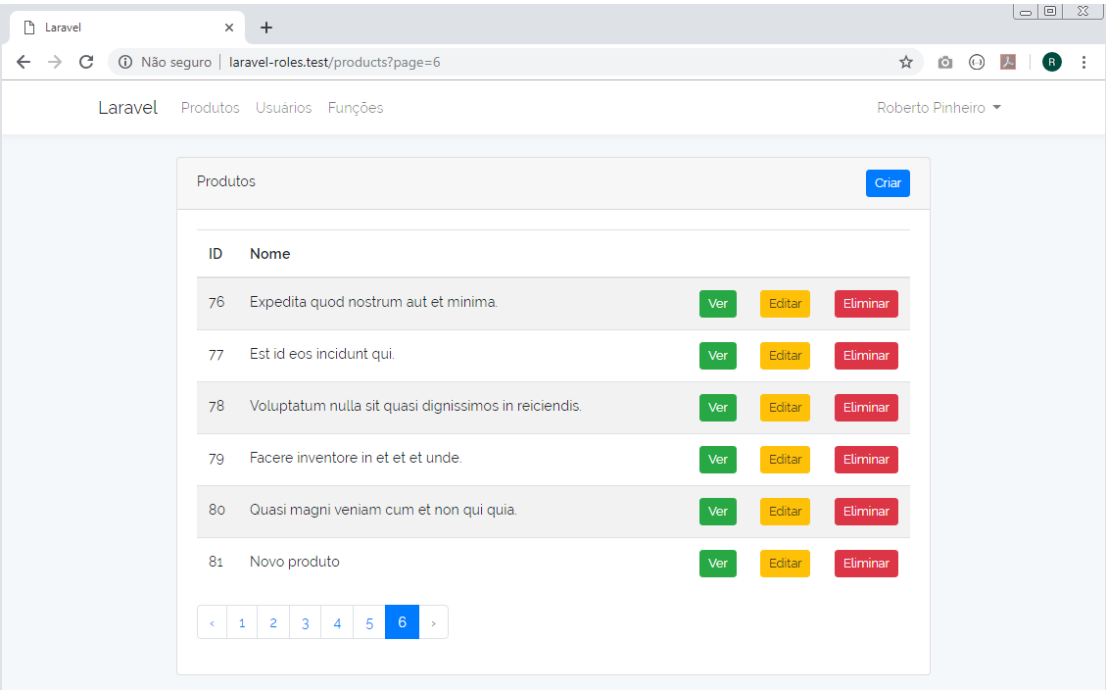 Laravel
Não seguro | laravel-roles.test/products?page=6
R
Laravel Produtos Usuários Funções Roberto Pinheiro
Produtos Criar
ID Nome
76 Expedita quod nostrum aut et minima. Ver Editar Eliminar
77 Est id eos incidunt qui. Ver Editar Eliminar
78 Voluptatum nulla sit quasi dignissimos in reiciendis. Ver Editar Eliminar
79 Facere inventore in et et et unde. Ver Editar Eliminar
80 Quasi magni veniam cum et non qui quia. Ver Editar Eliminar
81 Novo produto Ver Editar Eliminar
‹ 1 2 3 4 5 6 ›